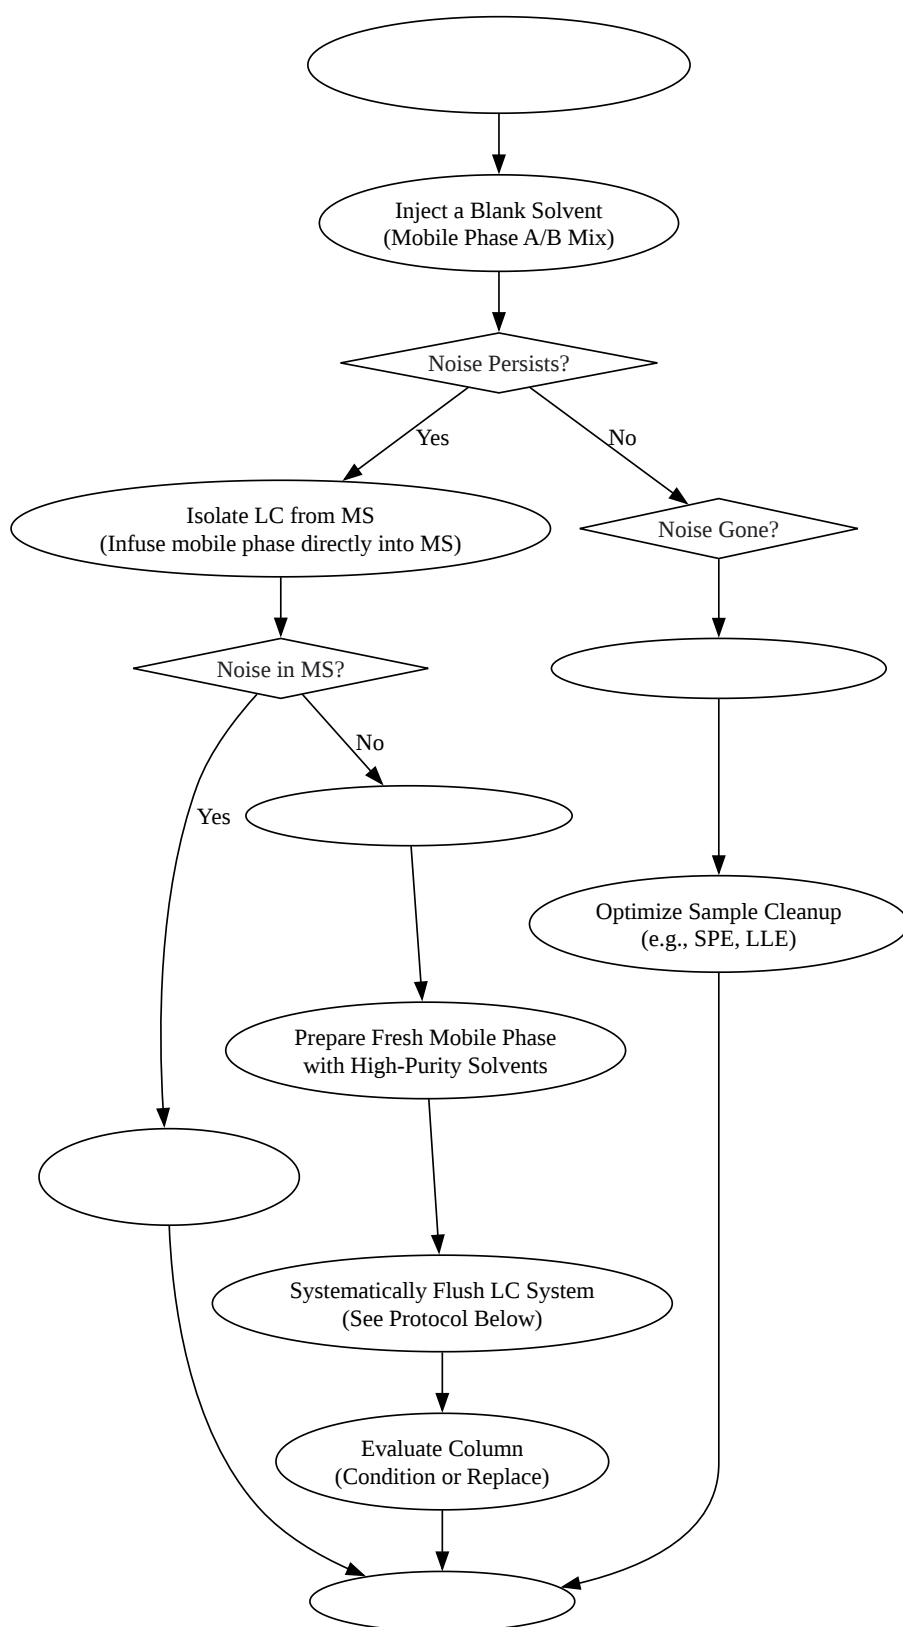 Inject a Blank Solvent
(Mobile Phase A/B Mix)
Noise Persists?
Yes
No
Isolate LC from MS
(Infuse mobile phase directly into MS)
Noise Gone?
Noise in MS?
No
Yes
Optimize Sample Cleanup
(e.g., SPE, LLE)
Prepare Fresh Mobile Phase
with High-Purity Solvents
Systematically Flush LC System
(See Protocol Below)
Evaluate Column
(Condition or Replace)